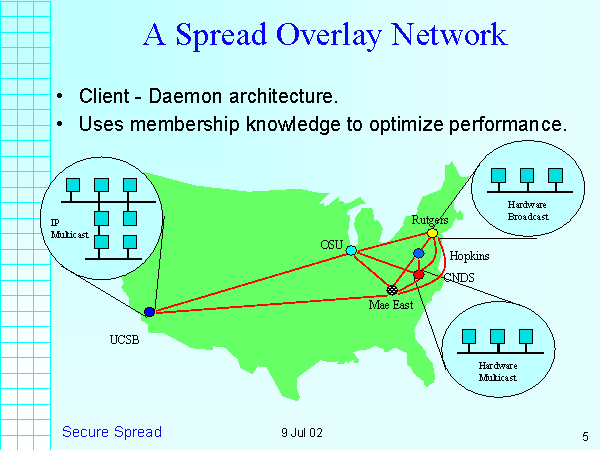 A Spread Overlay Network
• Client - Daemon architecture.
• Uses membership knowledge to optimize performance.
IP
Multicast
Hardware
Broadcast
Rutgers
OSU
Hopkins
CNDS
Mae East
UCSB
Hardware
Multicast
Secure Spread
9 Jul 02
5